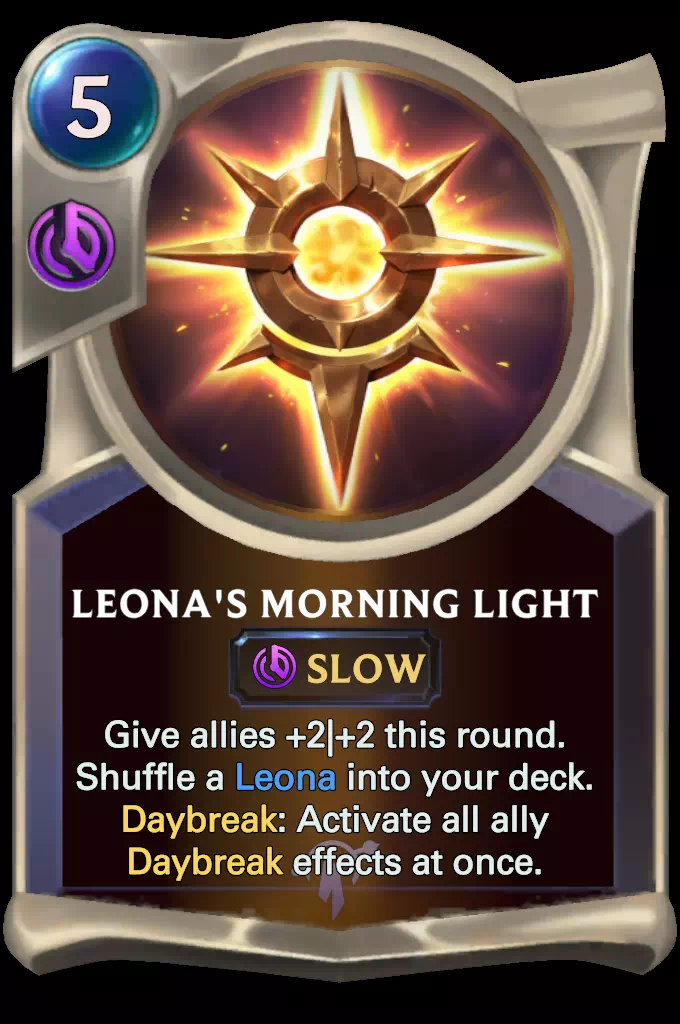 5
LEONA'S MORNING LIGHT
SLOW
Give allies +2|+2 this round.
Shuffle a Leona into your deck.
Daybreak: Activate all ally
Daybreak effects at once.